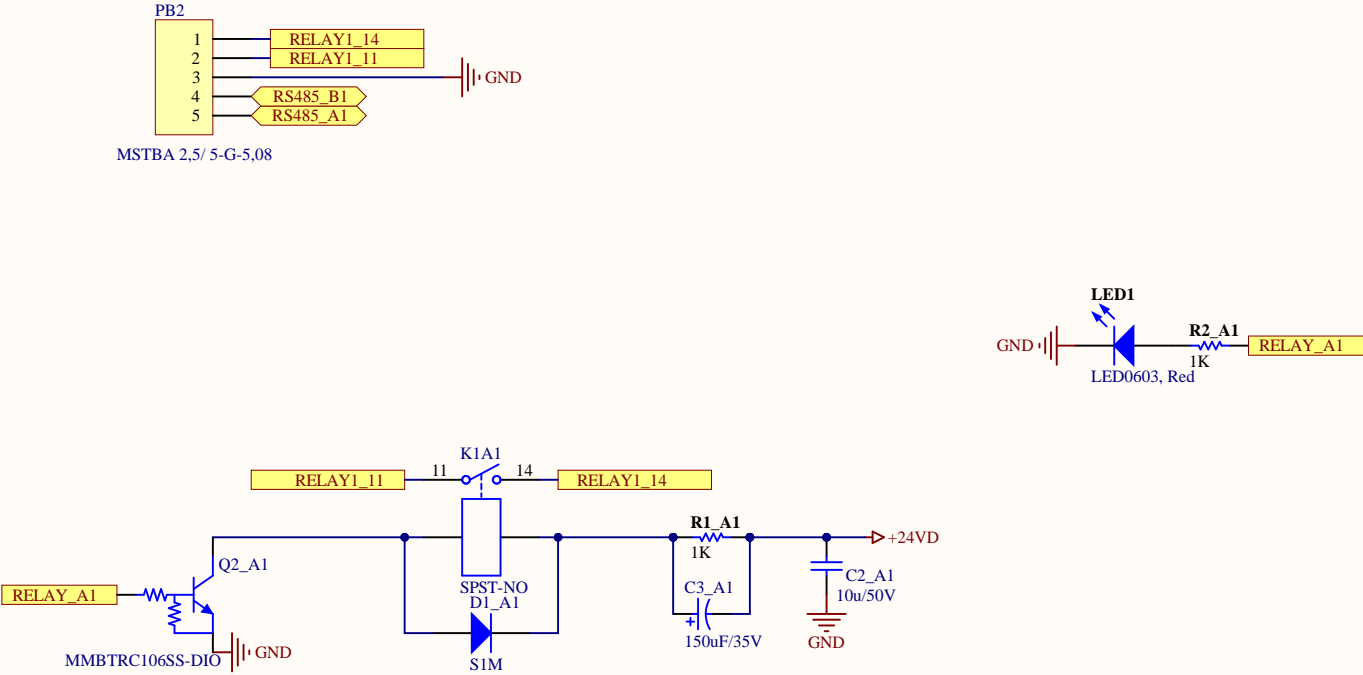 PB2
1
RELAY1_14
2
RELAY1_11
3
GND
4
RS485_B1
5
RS485_A1
MSTBA 2,5/ 5-G-5,08
LED1
R2_A1
GND
RELAY_A1
1K
LED0603, Red
K1A1
RELAY1_11
11
14
RELAY1_14
R1_A1
+24VD
1K
Q2_A1
C2_A1
SPST-NO
C3_A1
RELAY_A1
10u/50V
D1_A1
+
150uF/35V
GND
GND
MMBTRC106SS-DIO
S1M